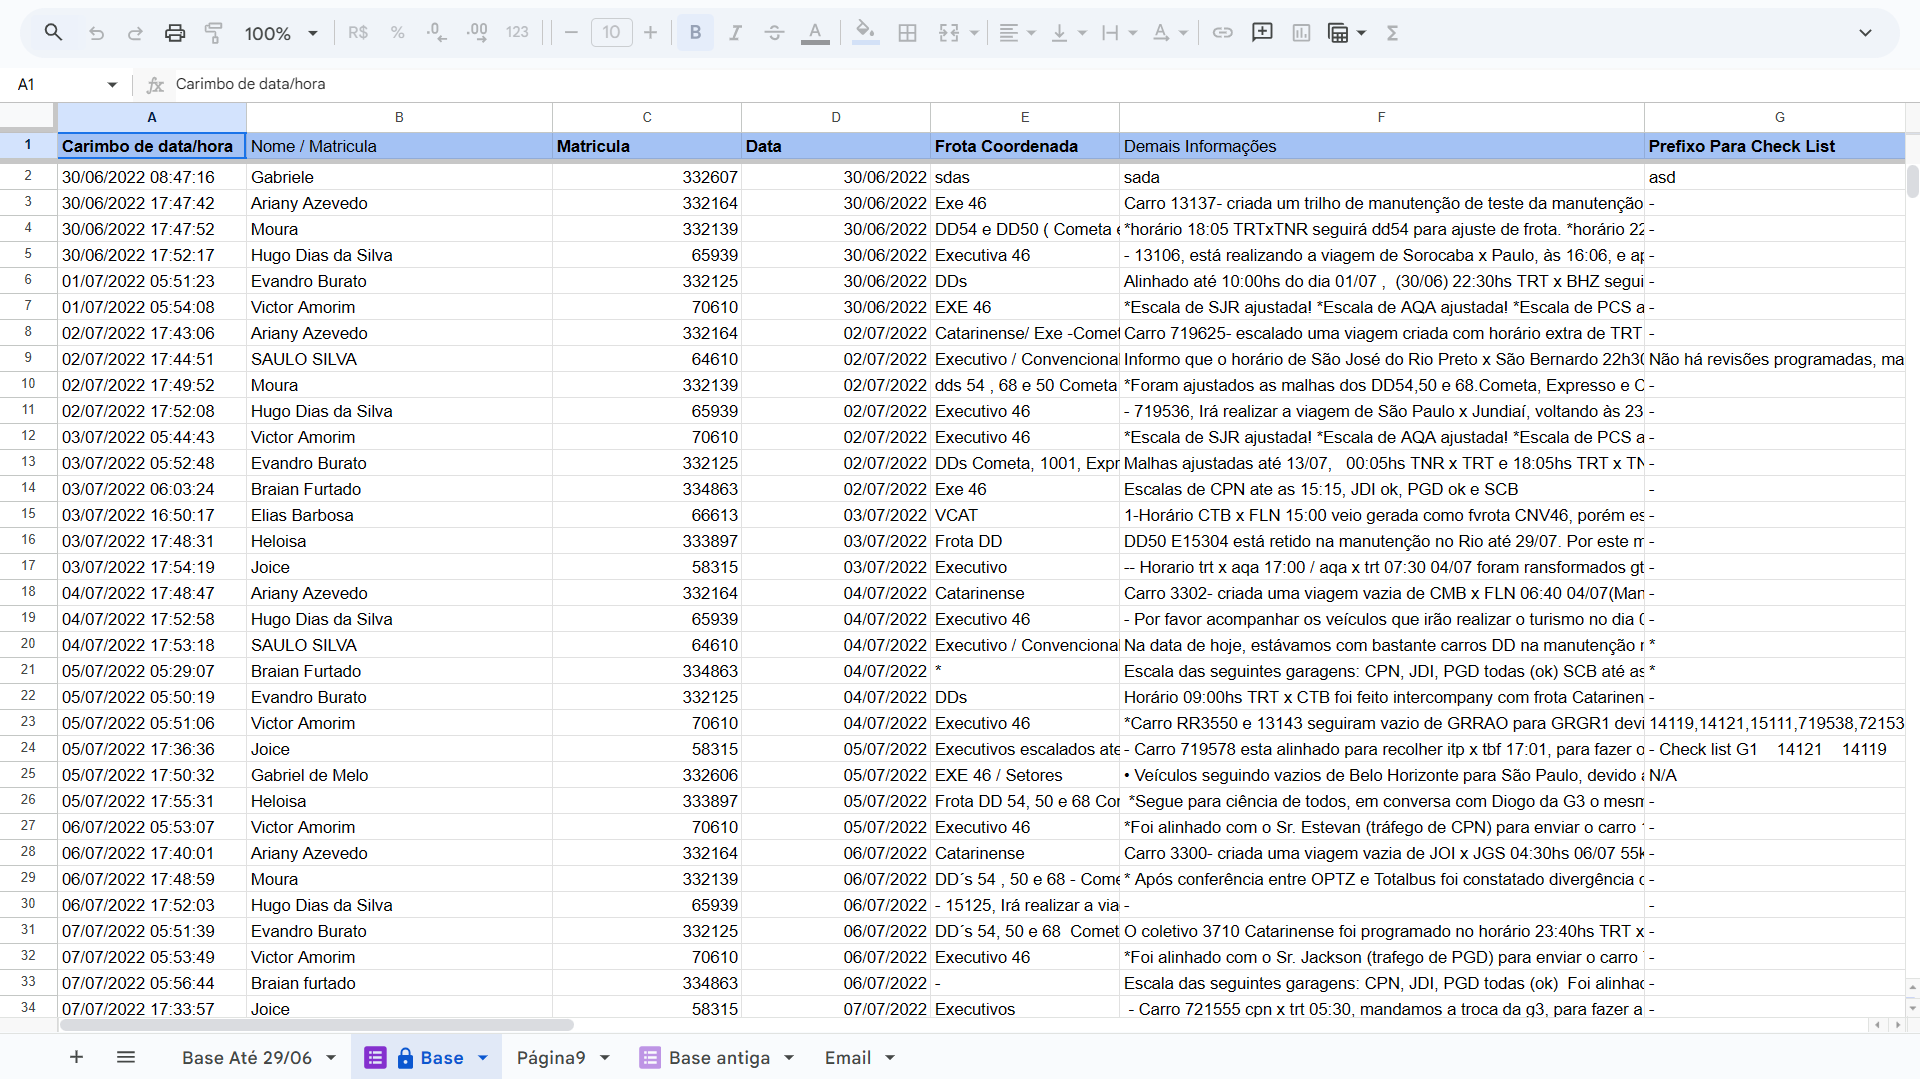 100% R$ % .0 .00 123 10 B I A Σ
A1 fx Carimbo de data/hora
A B C D E F G
1 Carimbo de data/hora Nome / Matricula Matricula Data Frota Coordenada Demais Informações Prefixo Para Check List
2 30/06/2022 08:47:16 Gabriele 332607 30/06/2022 sdas sada asd
3 30/06/2022 17:47:42 Ariany Azevedo 332164 30/06/2022 Exe 46 Carro 13137- criada um trilho de manutenção de teste da manutenção -
4 30/06/2022 17:47:52 Moura 332139 30/06/2022 DD54 e DD50 ( Cometa *horário 18:05 TRTxTNR seguirá dd54 para ajuste de frota. *horário 22 -
5 30/06/2022 17:52:17 Hugo Dias da Silva 65939 30/06/2022 Executiva 46 - 13106, está realizando a viagem de Sorocaba x Paulo, às 16:06, e ap -
6 01/07/2022 05:51:23 Evandro Burato 332125 30/06/2022 DDs Alinhado até 10:00hs do dia 01/07 , (30/06) 22:30hs TRT x BHZ segui -
7 01/07/2022 05:54:08 Victor Amorim 70610 30/06/2022 EXE 46 *Escala de SJR ajustada! *Escala de AQA ajustada! *Escala de PCS a -
8 02/07/2022 17:43:06 Ariany Azevedo 332164 02/07/2022 Catarinense/ Exe -Comet Carro 719625- escalado uma viagem criada com horário extra de TRT -
9 02/07/2022 17:44:51 SAULO SILVA 64610 02/07/2022 Executivo / Convencional Informo que o horário de São José do Rio Preto x São Bernardo 22h30 Não há revisões programadas, ma
10 02/07/2022 17:49:52 Moura 332139 02/07/2022 dds 54 , 68 e 50 Cometa *Foram ajustados as malhas dos DD54,50 e 68.Cometa, Expresso e C -
11 02/07/2022 17:52:08 Hugo Dias da Silva 65939 02/07/2022 Executivo 46 - 719536, Irá realizar a viagem de São Paulo x Jundiaí, voltando às 23 -
12 03/07/2022 05:44:43 Victor Amorim 70610 02/07/2022 Executivo 46 *Escala de SJR ajustada! *Escala de AQA ajustada! *Escala de PCS a -
13 03/07/2022 05:52:48 Evandro Burato 332125 02/07/2022 DDs Cometa, 1001, Expr Malhas ajustadas até 13/07, 00:05hs TNR x TRT e 18:05hs TRT x TN -
14 03/07/2022 06:03:24 Braian Furtado 334863 02/07/2022 Exe 46 Escalas de CPN ate as 15:15, JDI ok, PGD ok e SCB -
15 03/07/2022 16:50:17 Elias Barbosa 66613 03/07/2022 VCAT 1-Horário CTB x FLN 15:00 veio gerada como fvrota CNV46, porém es -
16 03/07/2022 17:48:31 Heloisa 333897 03/07/2022 Frota DD DD50 E15304 está retido na manutenção no Rio até 29/07. Por este m -
17 03/07/2022 17:54:19 Joice 58315 03/07/2022 Executivo -- Horario trt x aqa 17:00 / aqa x trt 07:30 04/07 foram ransformados gt -
18 04/07/2022 17:48:47 Ariany Azevedo 332164 04/07/2022 Catarinense Carro 3302- criada uma viagem vazia de CMB x FLN 06:40 04/07(Man -
19 04/07/2022 17:52:58 Hugo Dias da Silva 65939 04/07/2022 Executivo 46 - Por favor acompanhar os veículos que irão realizar o turismo no dia -
20 04/07/2022 17:53:18 SAULO SILVA 64610 04/07/2022 Executivo / Convencional Na data de hoje, estávamos com bastante carros DD na manutenção *
21 05/07/2022 05:29:07 Braian Furtado 334863 04/07/2022 * Escala das seguintes garagens: CPN, JDI, PGD todas (ok) SCB até as *
22 05/07/2022 05:50:19 Evandro Burato 332125 04/07/2022 DDs Horário 09:00hs TRT x CTB foi feito intercompany com frota Catarinen -
23 05/07/2022 05:51:06 Victor Amorim 70610 04/07/2022 Executivo 46 *Carro RR3550 e 13143 seguiram vazio de GRRAO para GRGR1 devi 14119,14121,15111,719538,72153
24 05/07/2022 17:36:36 Joice 58315 05/07/2022 Executivos escalados ate - Carro 719578 esta alinhado para recolher itp x tbf 17:01, para fazer o - Check list G1 14121 14119
25 05/07/2022 17:50:32 Gabriel de Melo 332606 05/07/2022 EXE 46 / Setores • Veículos seguindo vazios de Belo Horizonte para São Paulo, devido a N/A
26 05/07/2022 17:55:31 Heloisa 333897 05/07/2022 Frota DD 54, 50 e 68 Cor *Segue para ciência de todos, em conversa com Diogo da G3 o mesm -
27 06/07/2022 05:53:07 Victor Amorim 70610 05/07/2022 Executivo 46 *Foi alinhado com o Sr. Estevan (tráfego de CPN) para enviar o carro -
28 06/07/2022 17:40:01 Ariany Azevedo 332164 06/07/2022 Catarinense Carro 3300- criada uma viagem vazia de JOI x JGS 04:30hs 06/07 55k -
29 06/07/2022 17:48:59 Moura 332139 06/07/2022 DD´s 54 , 50 e 68 - Come * Após conferência entre OPTZ e Totalbus foi constatado divergência -
30 06/07/2022 17:52:03 Hugo Dias da Silva 65939 06/07/2022 - 15125, Irá realizar a via - -
31 07/07/2022 05:51:39 Evandro Burato 332125 06/07/2022 DD´s 54, 50 e 68 Comet O coletivo 3710 Catarinense foi programado no horário 23:40hs TRT x -
32 07/07/2022 05:53:49 Victor Amorim 70610 06/07/2022 Executivo 46 *Foi alinhado com o Sr. Jackson (trafego de PGD) para enviar o carro -
33 07/07/2022 05:56:44 Braian furtado 334863 06/07/2022 - Escala das seguintes garagens: CPN, JDI, PGD todas (ok) Foi alinhad -
34 07/07/2022 17:33:57 Joice 58315 07/07/2022 Executivos - Carro 721555 cpn x trt 05:30, mandamos a troca da g3, para fazer a -
Base Até 29/06 Base Página9 Base antiga Email